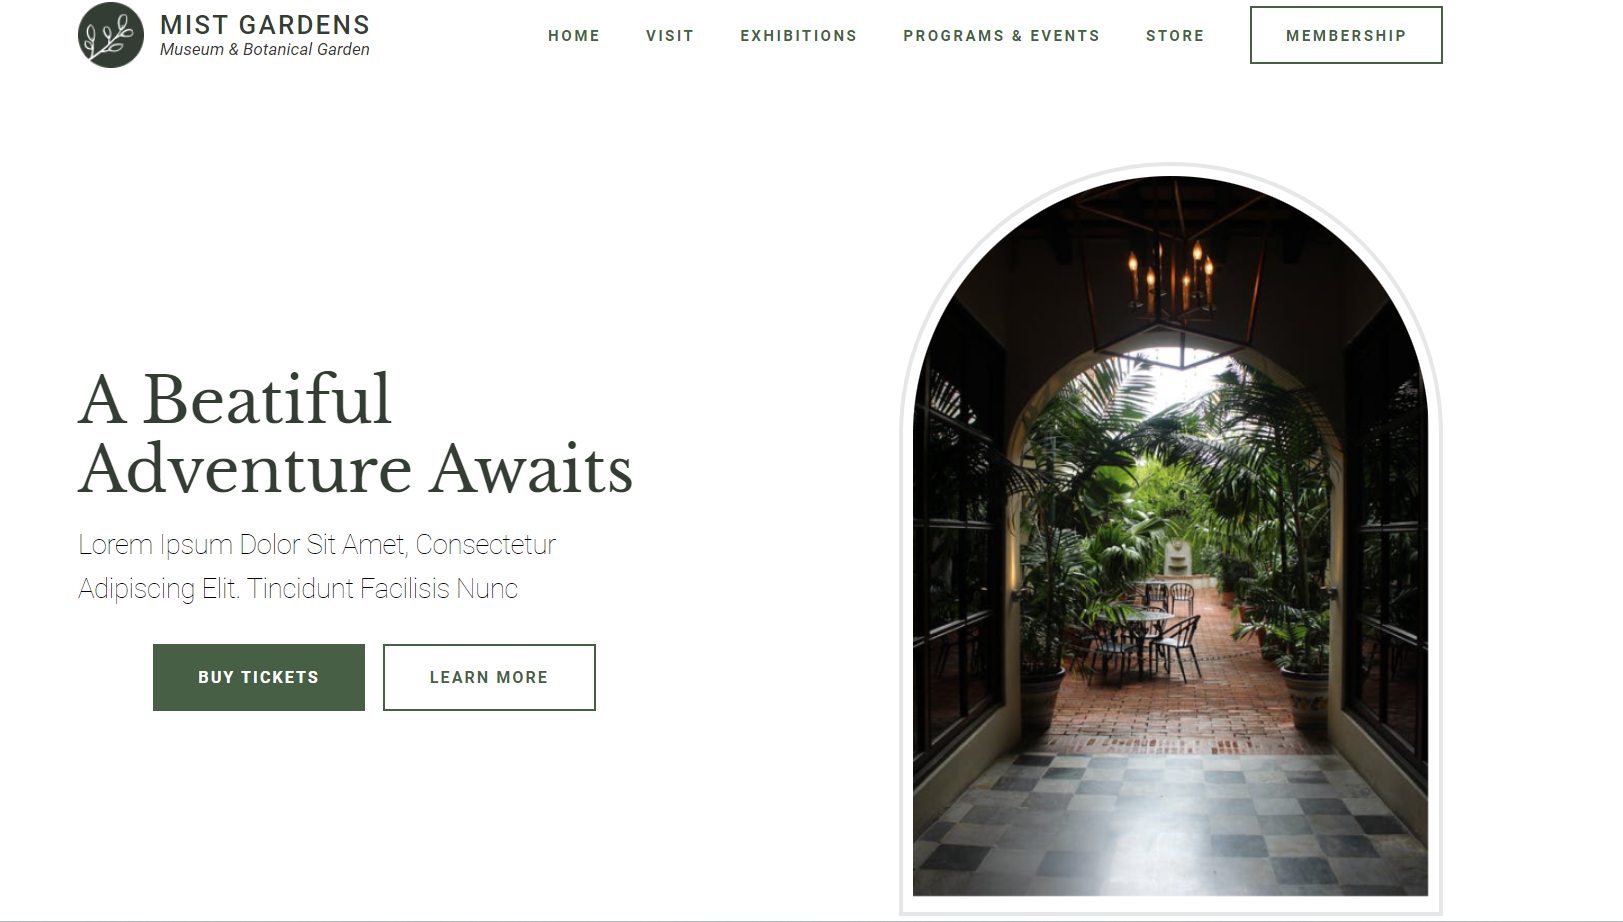 MIST GARDENS
Museum & Botanical Garden
HOME VISIT EXHIBITIONS PROGRAMS & EVENTS STORE MEMBERSHIP
A Beatiful
Adventure Awaits
Lorem Ipsum Dolor Sit Amet, Consectetur
Adipiscing Elit. Tincidunt Facilisis Nunc
BUY TICKETS LEARN MORE